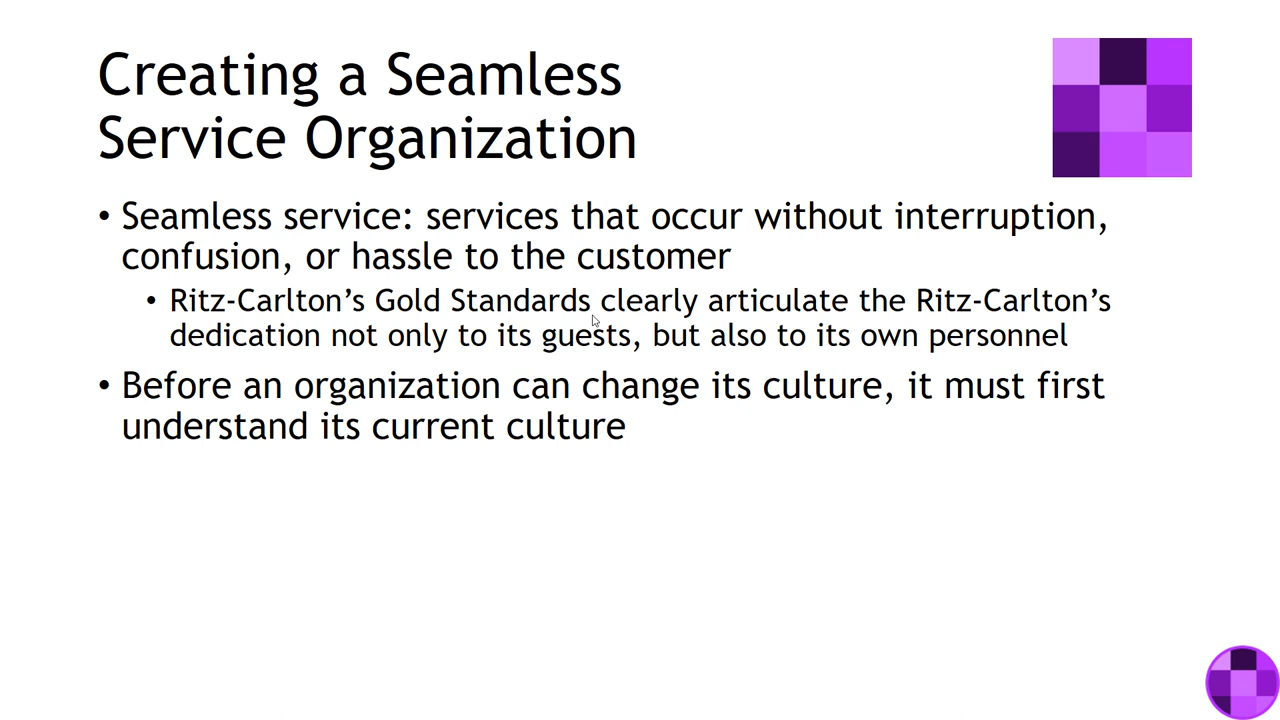 Creating a Seamless
Service Organization
• Seamless service: services that occur without interruption,
confusion, or hassle to the customer
• Ritz-Carlton’s Gold Standards clearly articulate the Ritz-Carlton’s
dedication not only to its guests, but also to its own personnel
• Before an organization can change its culture, it must first
understand its current culture